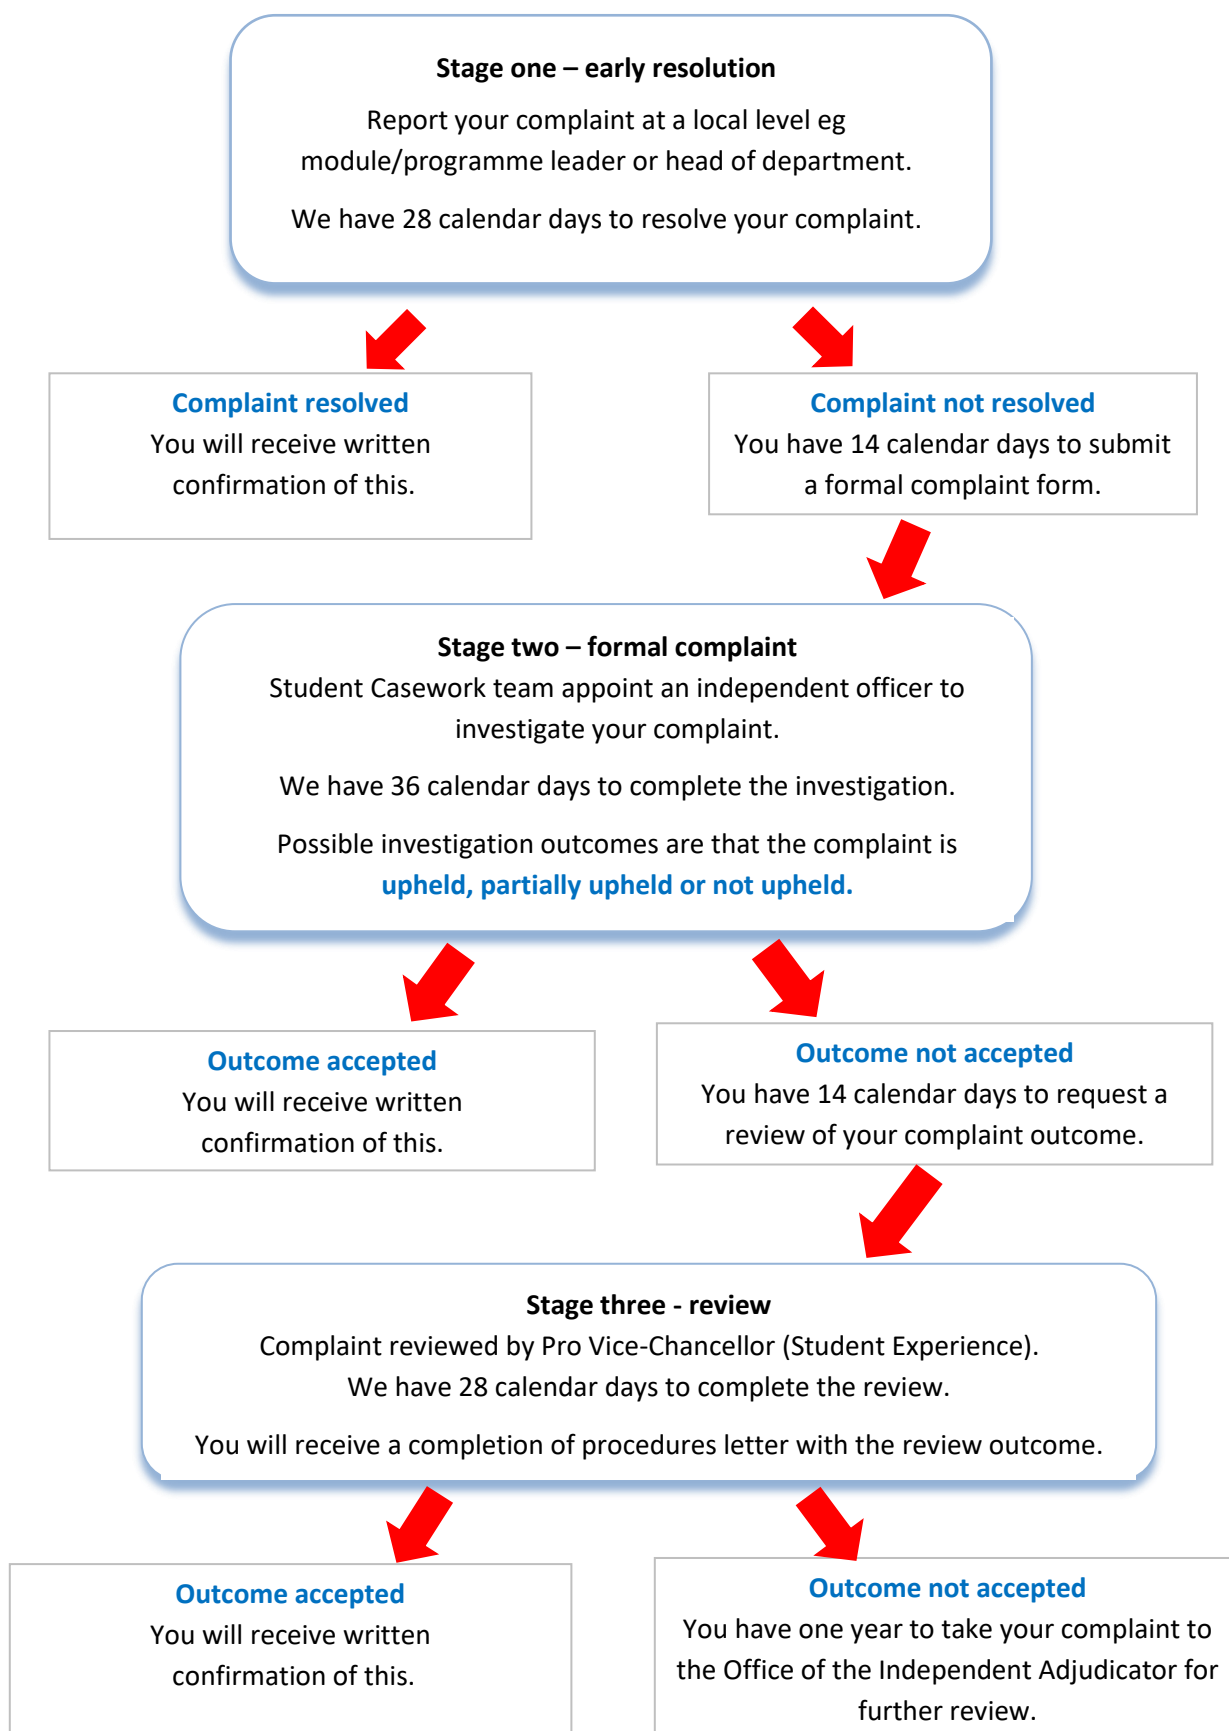 Stage one – early resolution
Report your complaint at a local level eg
module/programme leader or head of department.
We have 28 calendar days to resolve your complaint.
Complaint resolved
You will receive written
confirmation of this.
Complaint not resolved
You have 14 calendar days to submit
a formal complaint form.
Stage two – formal complaint
Student Casework team appoint an independent officer to
investigate your complaint.
We have 36 calendar days to complete the investigation.
Possible investigation outcomes are that the complaint is
upheld, partially upheld or not upheld.
Outcome accepted
You will receive written
confirmation of this.
Outcome not accepted
You have 14 calendar days to request a
review of your complaint outcome.
Stage three - review
Complaint reviewed by Pro Vice-Chancellor (Student Experience).
We have 28 calendar days to complete the review.
You will receive a completion of procedures letter with the review outcome.
Outcome accepted
You will receive written
confirmation of this.
Outcome not accepted
You have one year to take your complaint to
the Office of the Independent Adjudicator for
further review.